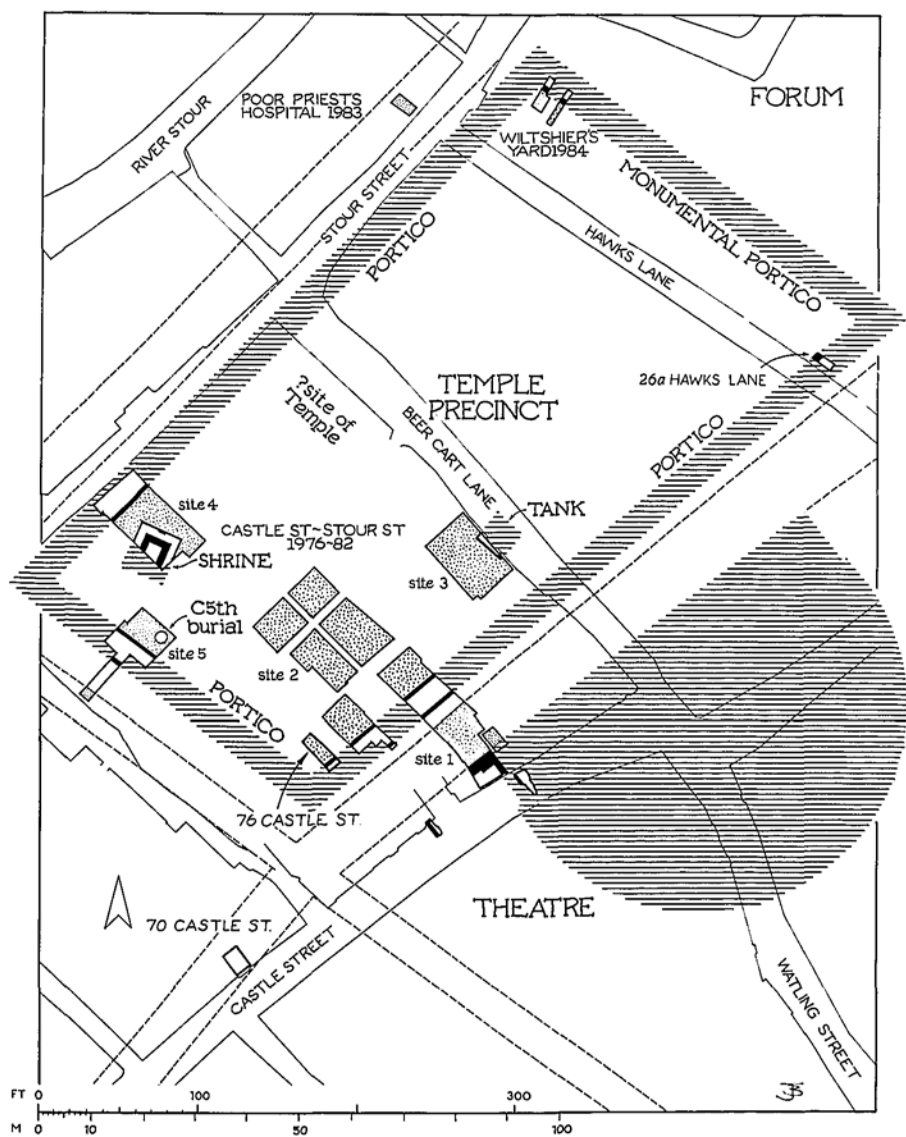 POOR PRIESTS
HOSPITAL 1983
FORUM
RIVER STOUR
WILTSHIER'S
YARD 1984
STOUR STREET
MONUMENTAL PORTICO
PORTICO
HAWKS LANE
26a HAWKS LANE
TEMPLE
PRECINCT
?site of
Temple
BEER CART LANE
PORTICO
site 4
CASTLE ST~STOUR ST
1976-82
TANK
SHRINE
site 3
C5th
burial
site 5
site 2
PORTICO
site 1
76 CASTLE ST.
THEATRE
70 CASTLE ST.
CASTLE STREET
WATLING STREET
FT 0 100 300
M 0 10 50 100